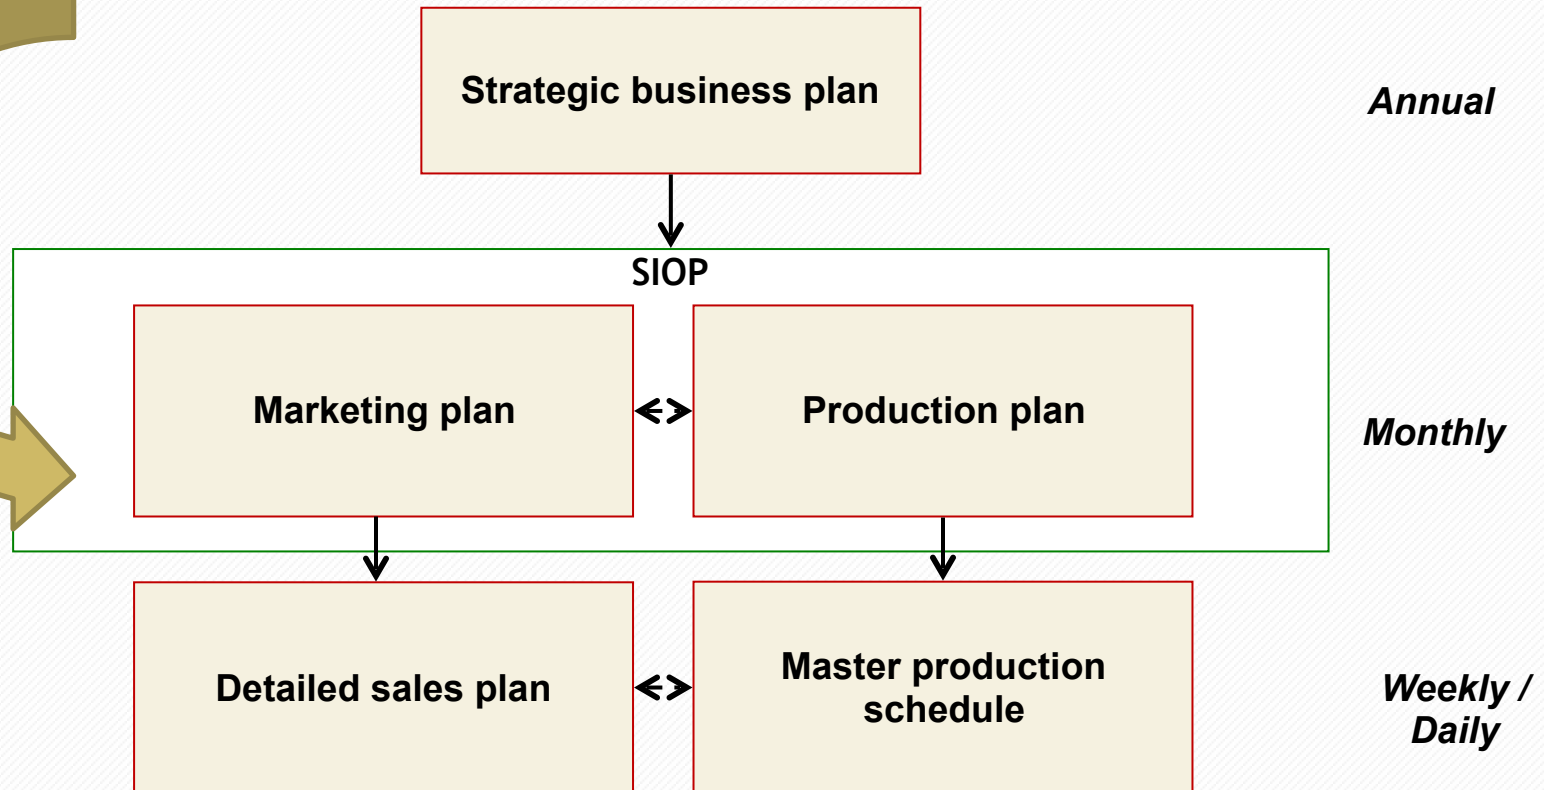 Strategic business plan
Annual
SIOP
Marketing plan
Production plan
Monthly
Detailed sales plan
Master production
schedule
Weekly /
Daily